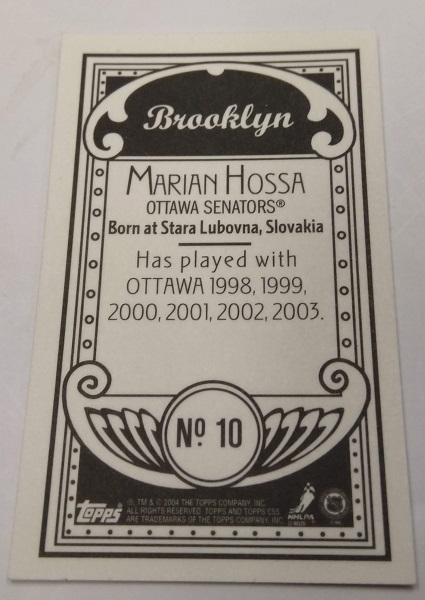 Brooklyn
MARIAN HOSSA
OTTAWA SENATORS®
Born at Stara Lubovna, Slovakia
Has played with
OTTAWA 1998, 1999,
2000, 2001, 2002, 2003.
Nº 10
topps
®, TM & © 2004 THE TOPPS COMPANY, INC.
ALL RIGHTS RESERVED. TOPPS AND TOPPS C55
ARE TRADEMARKS OF THE TOPPS COMPANY, INC.
NHLPA